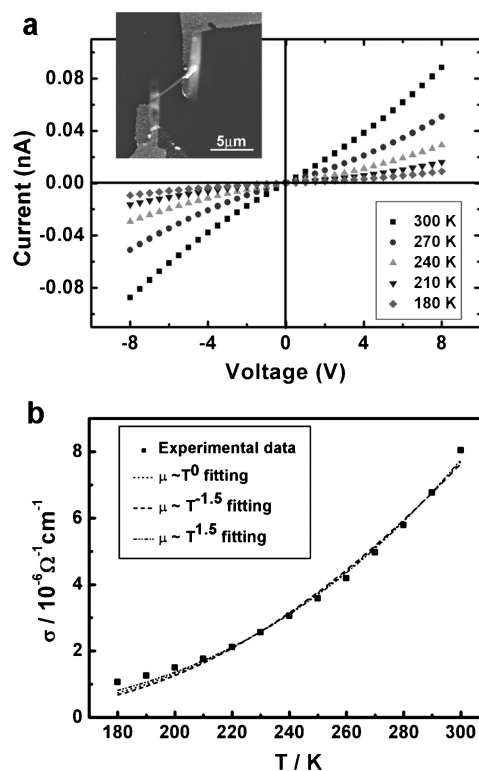 a
5μm
0.08
0.04
0.00
-0.04
-0.08
Current (nA)
300 K
270 K
240 K
210 K
180 K
-8 -4 0 4 8
Voltage (V)
b
8
6
4
2
0
σ / 10⁻⁶Ω⁻¹cm⁻¹
Experimental data
μ ~T⁰ fitting
μ ~ T⁻¹·⁵ fitting
μ ~ T¹·⁵ fitting
180 200 220 240 260 280 300
T / K